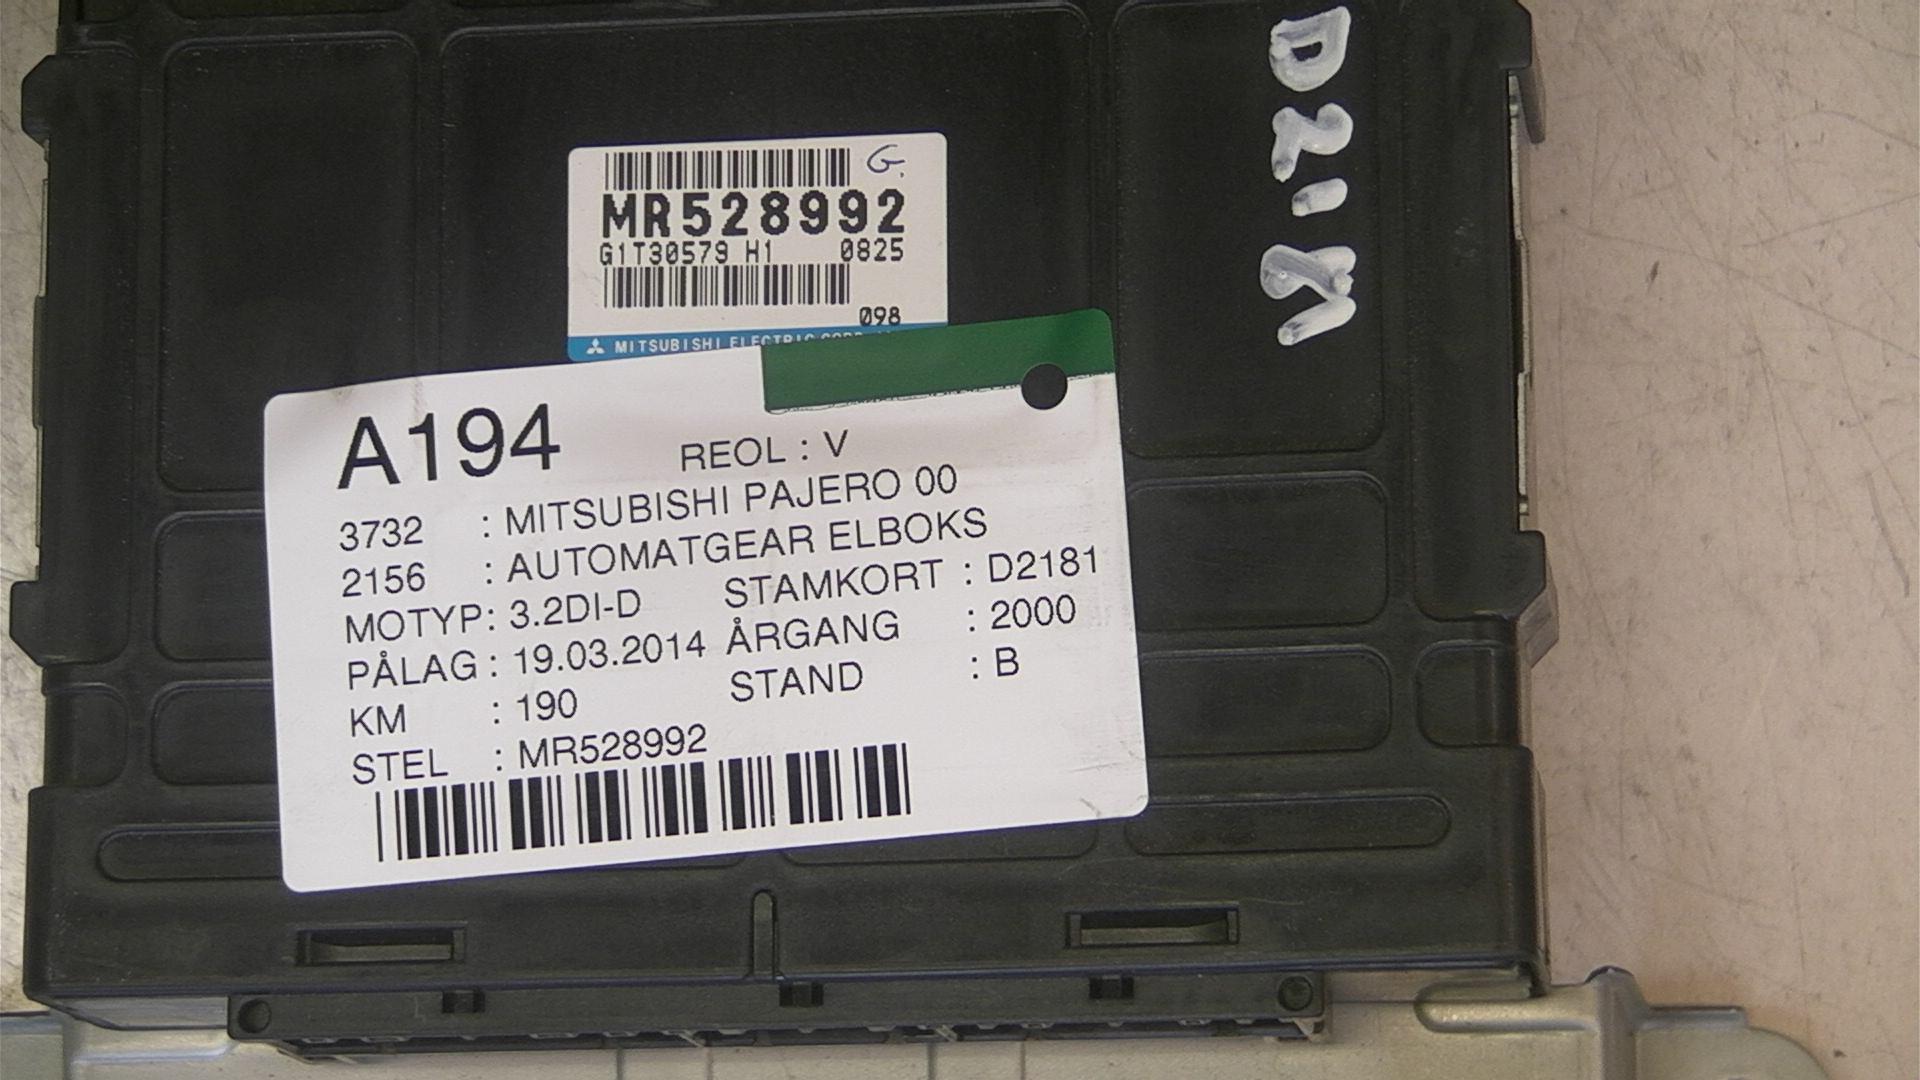 G.
MR528992
G1T30579 H1 0825
098
MITSUBISHI ELECTRIC CORP.
A194
REOL : V
3732 : MITSUBISHI PAJERO 00
2156 : AUTOMATGEAR ELBOKS
MOTYP : 3.2DI-D STAMKORT : D2181
PÅLAG : 19.03.2014 ÅRGANG : 2000
KM : 190 STAND : B
STEL : MR528992